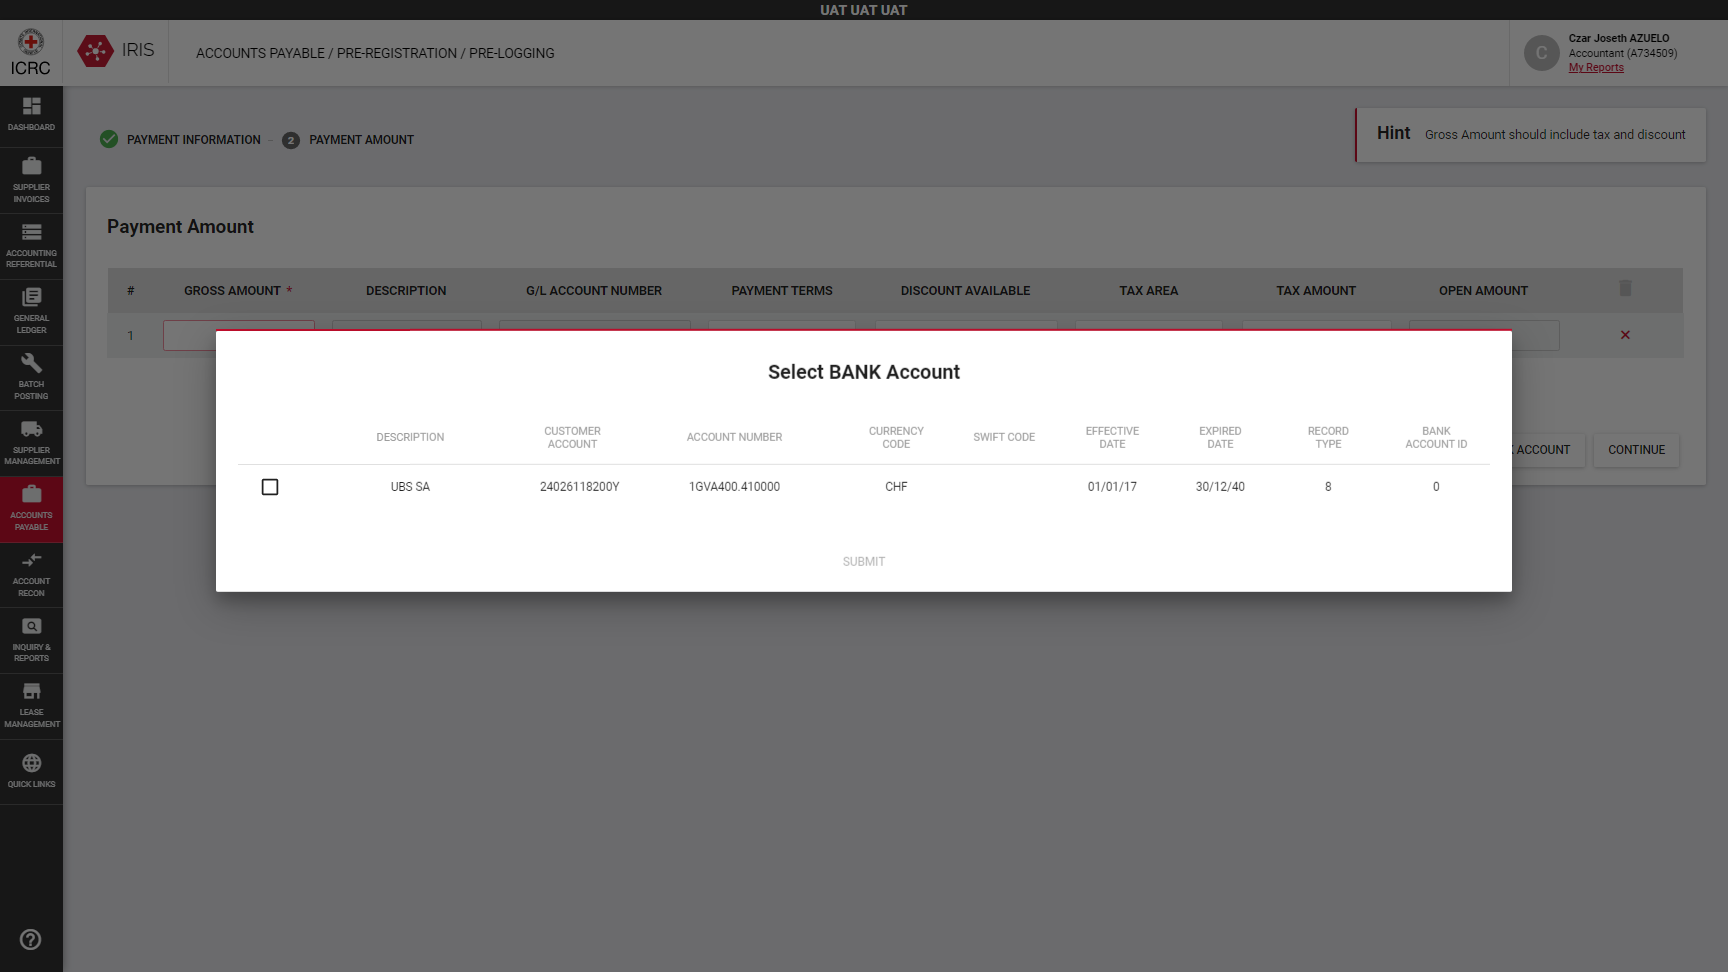 UAT UAT UAT
ICRC
IRIS
ACCOUNTS PAYABLE / PRE-REGISTRATION / PRE-LOGGING
C
Czar Joseth AZUELO
Accountant (A734509)
My Reports
DASHBOARD
SUPPLIER
INVOICES
ACCOUNTING
REFERENTIAL
GENERAL
LEDGER
BATCH
POSTING
SUPPLIER
MANAGEMENT
ACCOUNTS
PAYABLE
ACCOUNT
RECON
INQUIRY &
REPORTS
LEASE
MANAGEMENT
QUICK LINKS
PAYMENT INFORMATION - 2 PAYMENT AMOUNT
Hint Gross Amount should include tax and discount
Payment Amount
# GROSS AMOUNT * DESCRIPTION G/L ACCOUNT NUMBER PAYMENT TERMS DISCOUNT AVAILABLE TAX AREA TAX AMOUNT OPEN AMOUNT
1
Select BANK Account
DESCRIPTION CUSTOMER ACCOUNT ACCOUNT NUMBER CURRENCY CODE SWIFT CODE EFFECTIVE DATE EXPIRED DATE RECORD TYPE BANK ACCOUNT ID
UBS SA 24026118200Y 1GVA400.410000 CHF 01/01/17 30/12/40 8 0
SUBMIT
ACCOUNT
CONTINUE